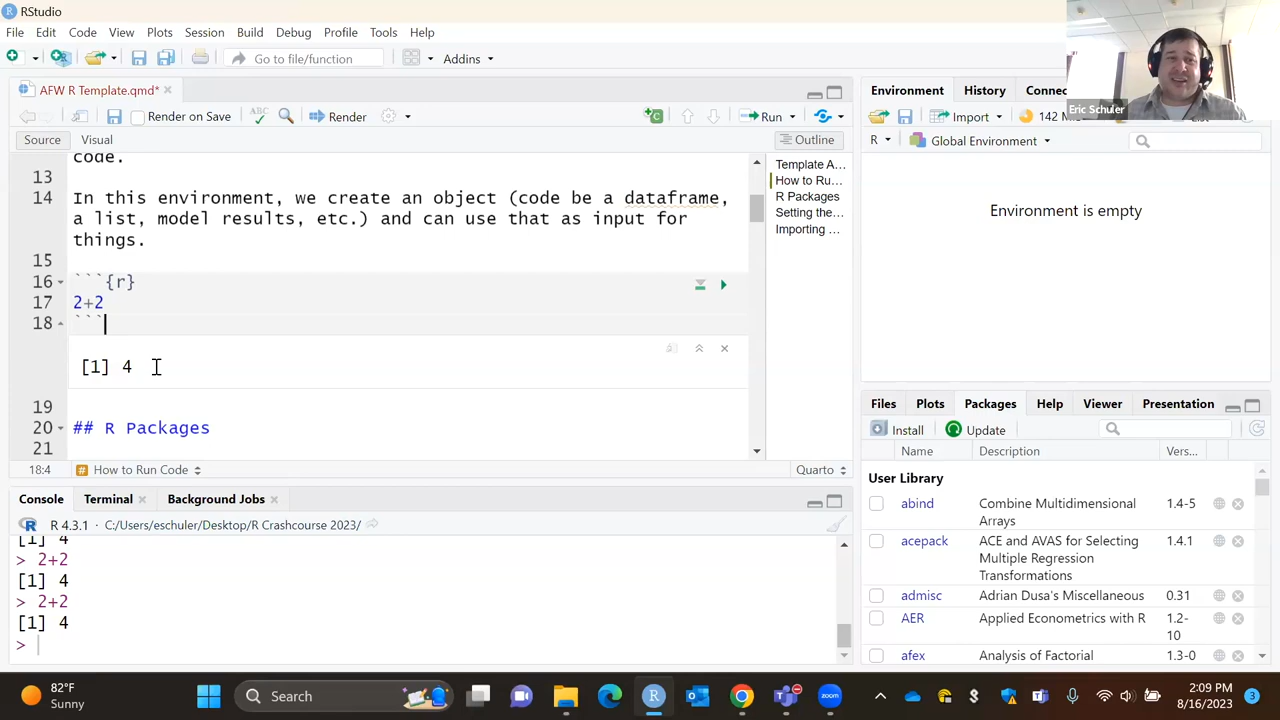 RStudio
File Edit Code View Plots Session Build Debug Profile Tools Help
Go to file/function Addins
Eric Schuler
AFW R Template.qmd*
Render on Save Render Run
Source Visual Outline
code.
13
14 In this environment, we create an object (code be a dataframe,
a list, model results, etc.) and can use that as input for
things.
15
16 ```{r}
17 2+2
18 ```
[1] 4
19
20 ## R Packages
21
18:4 How to Run Code Quarto
Template A...
How to Ru...
R Packages
Setting the...
Importing ...
Console Terminal Background Jobs
R 4.3.1 · C:/Users/eschuler/Desktop/R Crashcourse 2023/
[1] 4
> 2+2
[1] 4
> 2+2
[1] 4
>
Environment History
Import
R Global Environment
Environment is empty
Files Plots Packages Help Viewer Presentation
Install Update
Name Description Vers...
User Library
abind Combine Multidimensional 1.4-5
Arrays
acepack ACE and AVAS for Selecting 1.4.1
Multiple Regression
Transformations
admisc Adrian Dusa's Miscellaneous 0.31
AER Applied Econometrics with R 1.2-
10
afex Analysis of Factorial 1.3-0
82°F
Sunny
Search
zoom
2:09 PM
8/16/2023
3